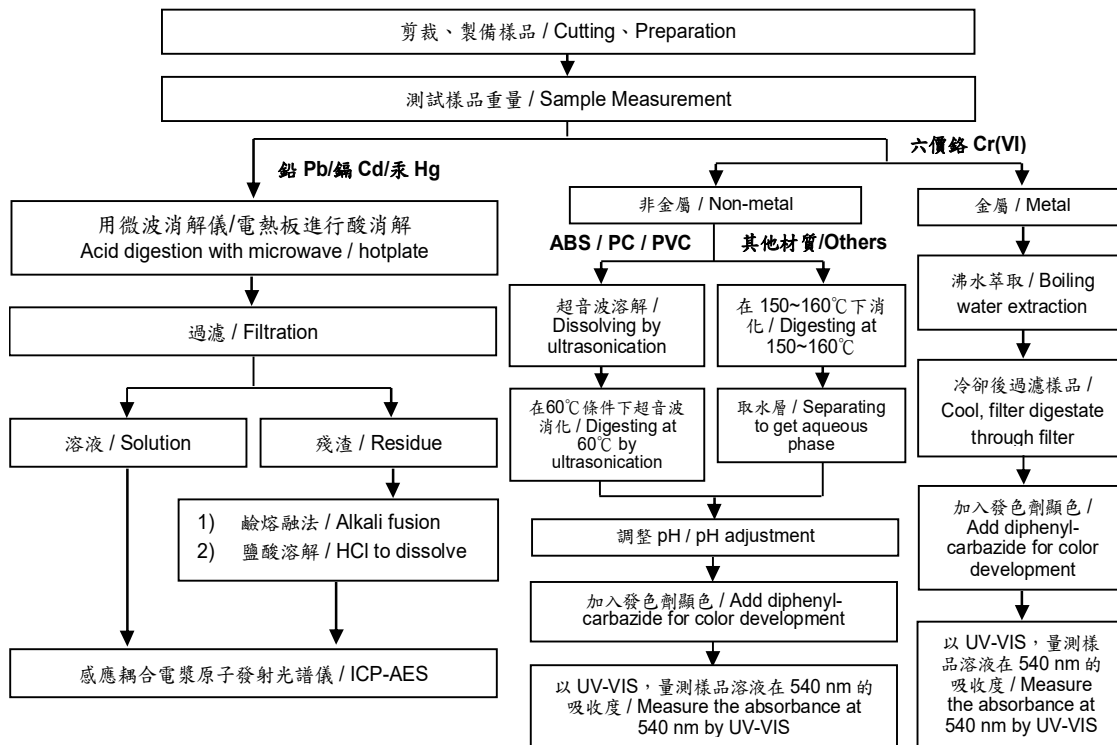 剪裁、製備樣品 / Cutting、Preparation
測試樣品重量 / Sample Measurement
鉛 Pb/鎘 Cd/汞 Hg
用微波消解儀/電熱板進行酸消解
Acid digestion with microwave / hotplate
過濾 / Filtration
溶液 / Solution
殘渣 / Residue
1) 鹼熔融法 / Alkali fusion
2) 鹽酸溶解 / HCl to dissolve
感應耦合電漿原子發射光譜儀 / ICP-AES
六價鉻 Cr(VI)
非金屬 / Non-metal
ABS / PC / PVC
超音波溶解 /
Dissolving by
ultrasonication
在60℃條件下超音波
消化 / Digesting at
60℃ by
ultrasonication
其他材質/Others
在 150~160℃下消
化 / Digesting at
150~160℃
取水層 / Separating
to get aqueous
phase
調整 pH / pH adjustment
加入發色劑顯色 / Add diphenyl-
carbazide for color development
以 UV-VIS，量測樣品溶液在 540 nm 的
吸收度 / Measure the absorbance at
540 nm by UV-VIS
金屬 / Metal
沸水萃取 / Boiling
water extraction
冷卻後過濾樣品 /
Cool, filter digestate
through filter
加入發色劑顯色 /
Add diphenyl-
carbazide for color
development
以 UV-VIS，量測樣
品溶液在 540 nm 的
吸收度 / Measure
the absorbance at
540 nm by UV-VIS